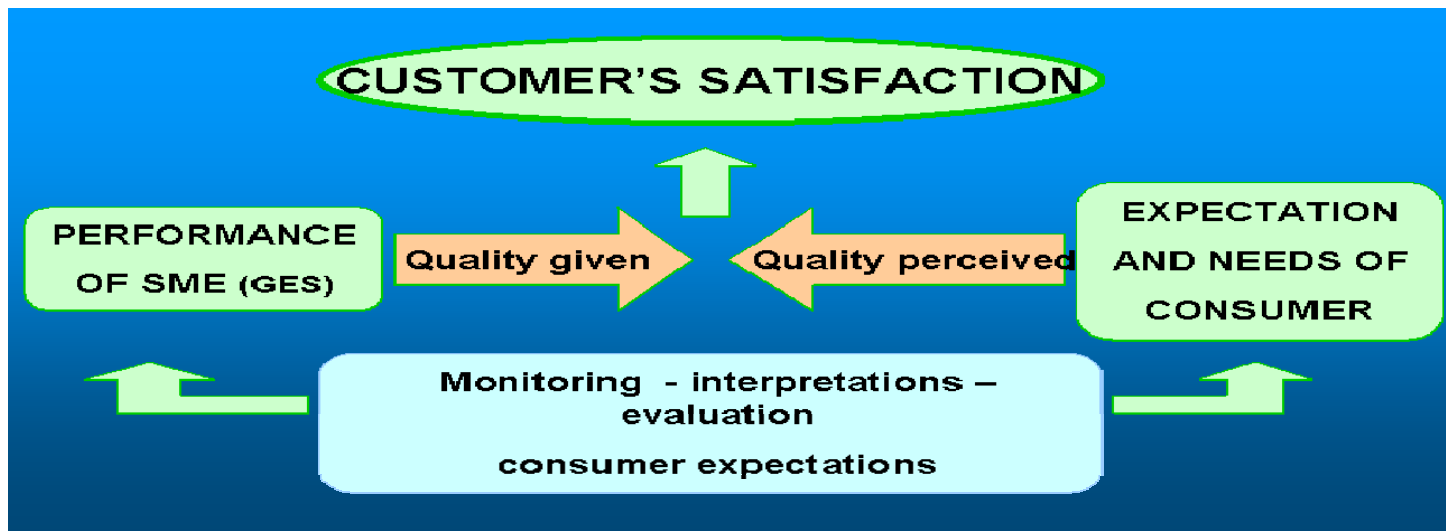 CUSTOMER’S SATISFACTION
PERFORMANCE
OF SME (GES)
Quality given
Quality perceived
EXPECTATION
AND NEEDS OF
CONSUMER
Monitoring - interpretations –
evaluation
consumer expectations